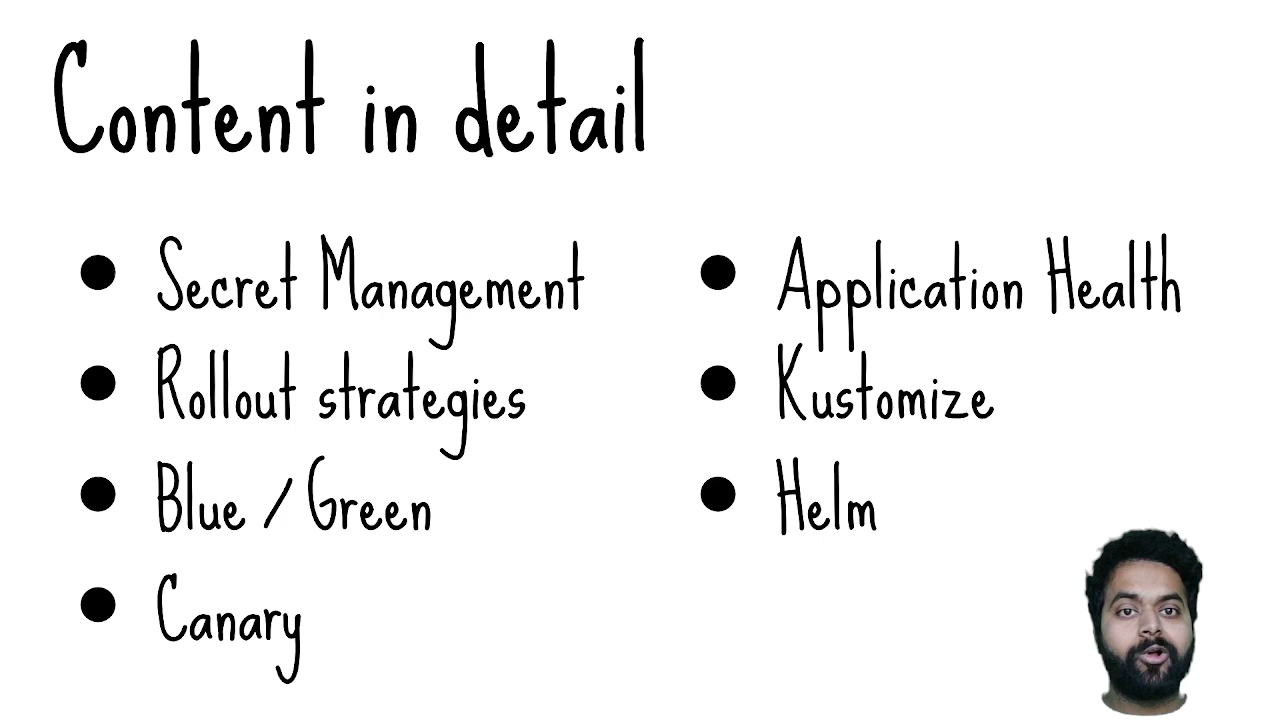 Content in detail
Secret Management
Rollout strategies
Blue / Green
Canary
Application Health
Kustomize
Helm